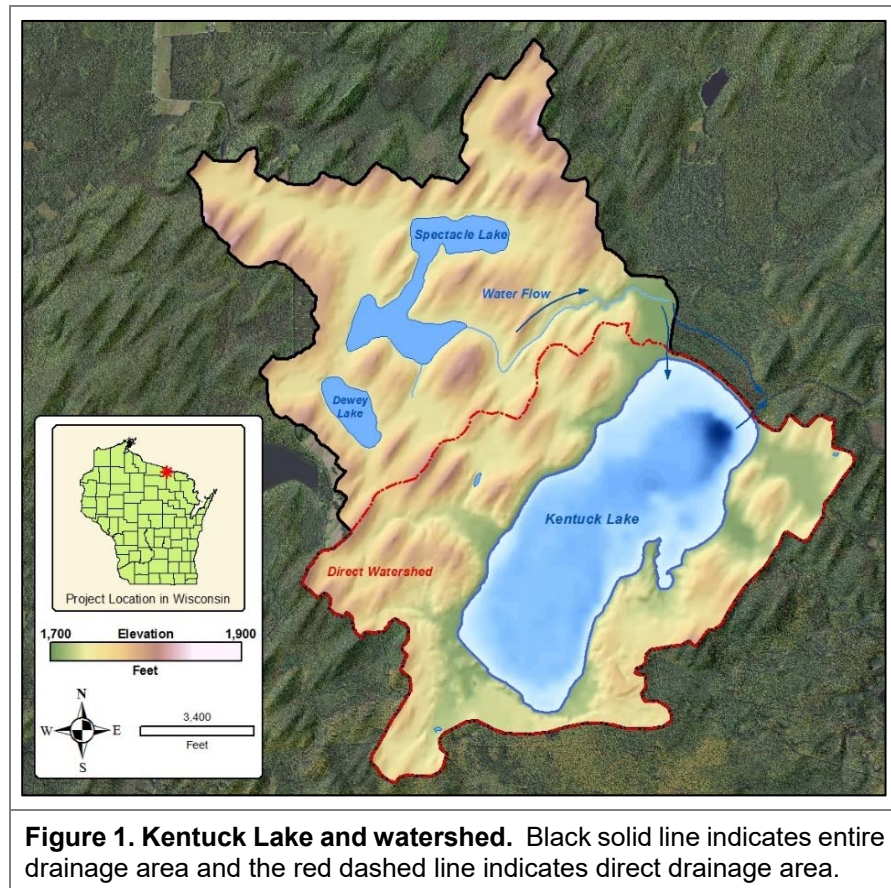 Spectacle Lake
Water Flow
Dewey
Lake
Kentuck Lake
Direct Watershed
Project Location in Wisconsin
1,700 Elevation 1,900
Feet
N
W E
S
3,400
Feet
Figure 1. Kentuck Lake and watershed. Black solid line indicates entire
drainage area and the red dashed line indicates direct drainage area.